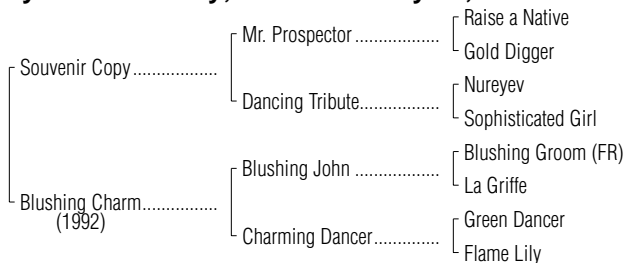 Raise a Native
Mr. Prospector ..................
Gold Digger
Souvenir Copy..................
Nureyev
Dancing Tribute.................
Sophisticated Girl
Blushing Groom (FR)
Blushing John ..................
La Griffe
Blushing Charm................
(1992)
Green Dancer
Charming Dancer..............
Flame Lily